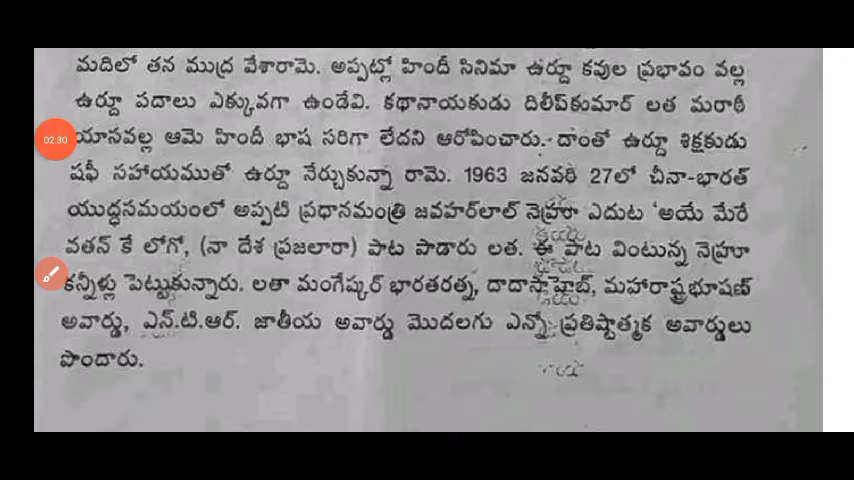 మదిలో తన ముద్ర వేశారామె. అప్పట్లో హిందీ సినిమా ఉర్దూ కవుల ప్రభావం వల్ల
ఉర్దూ పదాలు ఎక్కువగా ఉండేవి. కథానాయకుడు దిలీప్‌కుమార్ లత మరాఠీ
02:30
యాసవల్ల ఆమె హిందీ భాష సరిగా లేదని ఆరోపించారు. దాంతో ఉర్దూ శిక్షకుడు
షఫీ సహాయముతో ఉర్దూ నేర్చుకున్నా రామె. 1963 జనవరి 27లో చీనా-భారత్
యుద్ధసమయంలో అప్పటి ప్రధానమంత్రి జవహర్‌లాల్ నెహ్రూ ఎదుట 'అయే మేరే
వతన్ కే లోగో, (నా దేశ ప్రజలారా) పాట పాడారు లత. ఈ పాట వింటున్న నెహ్రూ
కన్నీళ్లు పెట్టుకున్నారు. లతా మంగేష్కర్ భారతరత్న, దాదాసాహెబ్, మహారాష్ట్రభూషణ్
అవార్డు, ఎన్.టి.ఆర్. జాతీయ అవార్డు మొదలగు ఎన్నో ప్రతిష్టాత్మక అవార్డులు
పొందారు.